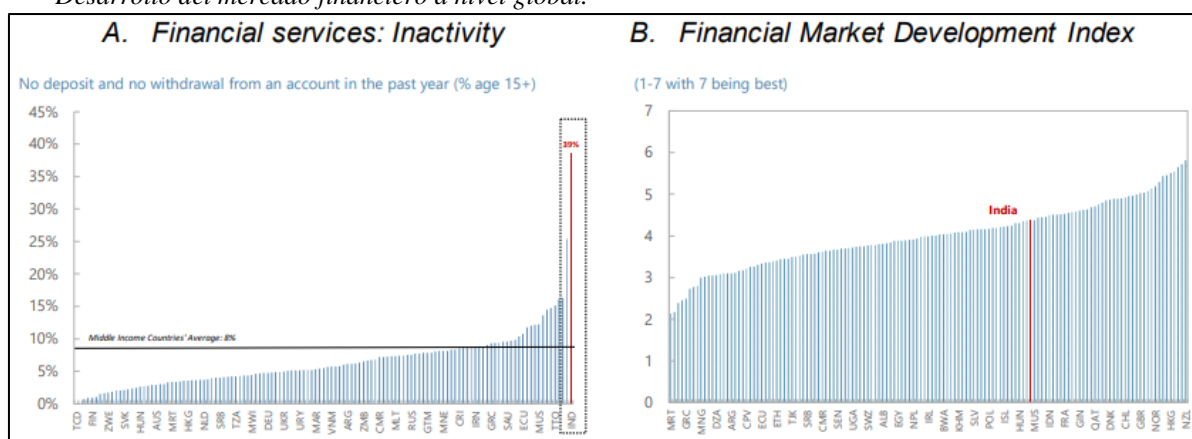 Desarrollo del mercado financiero a nivel global.
A. Financial services: Inactivity
No deposit and no withdrawal from an account in the past year (% age 15+)
45%
40%
35%
30%
25%
20%
15%
10%
5%
0%
39%
Middle Income Countries' Average: 8%
TCD FIN ZWE SVK HUN AUS MRT HKG NLD SRB TZA MWI DEU UKR URY MAR VNM ARG ZMB CMR MLT RUS GTM MNE CRI IRN GRC SAU ECU MUS TTO IND
B. Financial Market Development Index
(1-7 with 7 being best)
7
6
5
4
3
2
1
0
India
MRT GRC MNG DZA ARG CPV ECU ETH TJK SRB CMR SEN UGA SWZ ALB EGY NPL IRL BWA KHM SLV POL ISL HUN MUS IDN FRA GIN QAT DNK CHL GBR NOR HKG NZL